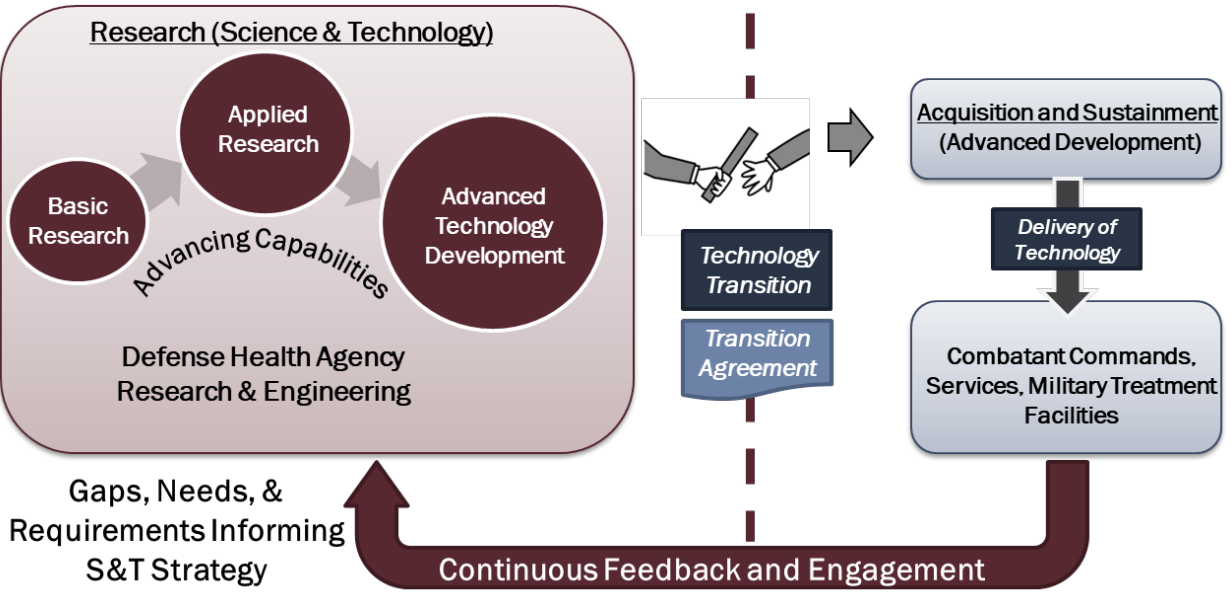 Research (Science & Technology)
Applied
Research
Basic
Research
Advanced
Technology
Development
Advancing Capabilities
Defense Health Agency
Research & Engineering
Technology
Transition
Transition
Agreement
Acquisition and Sustainment
(Advanced Development)
Delivery of
Technology
Combatant Commands,
Services, Military Treatment
Facilities
Gaps, Needs, &
Requirements Informing
S&T Strategy
Continuous Feedback and Engagement